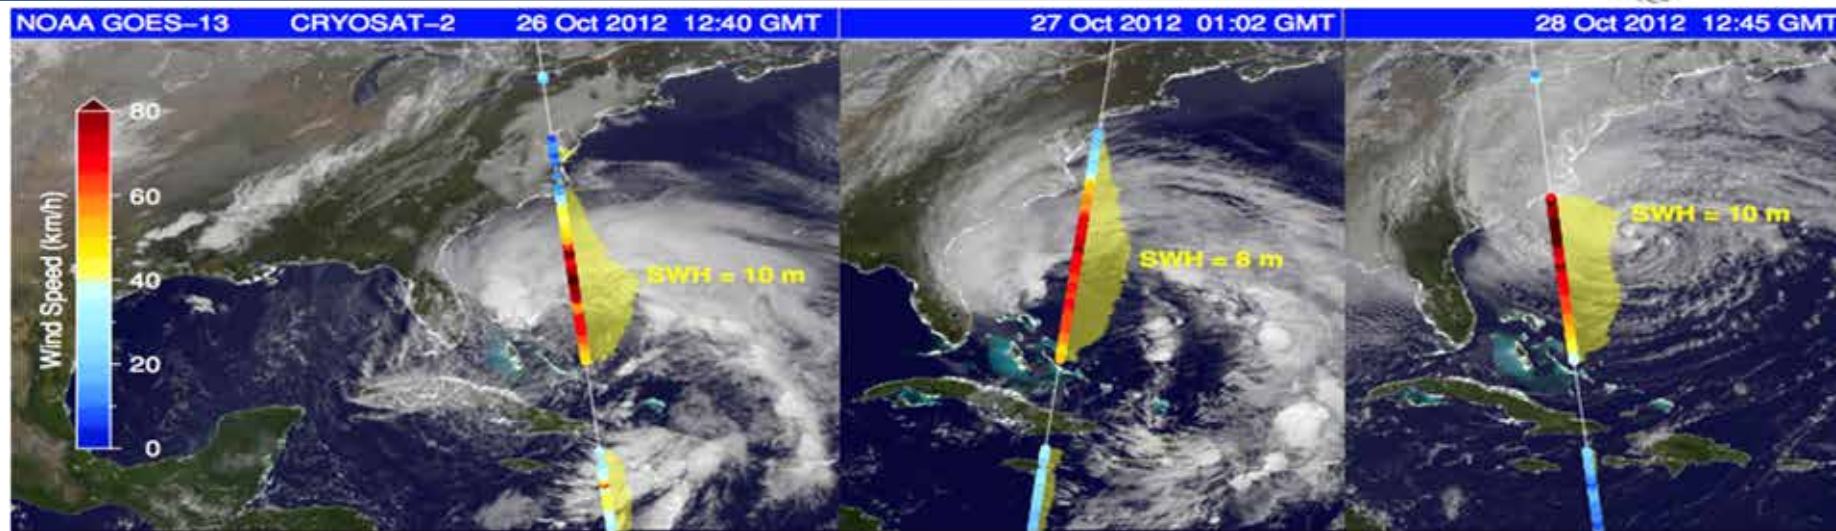 NOAA GOES-13 CRYOSAT-2 26 Oct 2012 12:40 GMT
27 Oct 2012 01:02 GMT
28 Oct 2012 12:45 GMT
80
60
40
20
0
Wind Speed (km/h)
SWH = 10 m
SWH = 8 m
SWH = 10 m